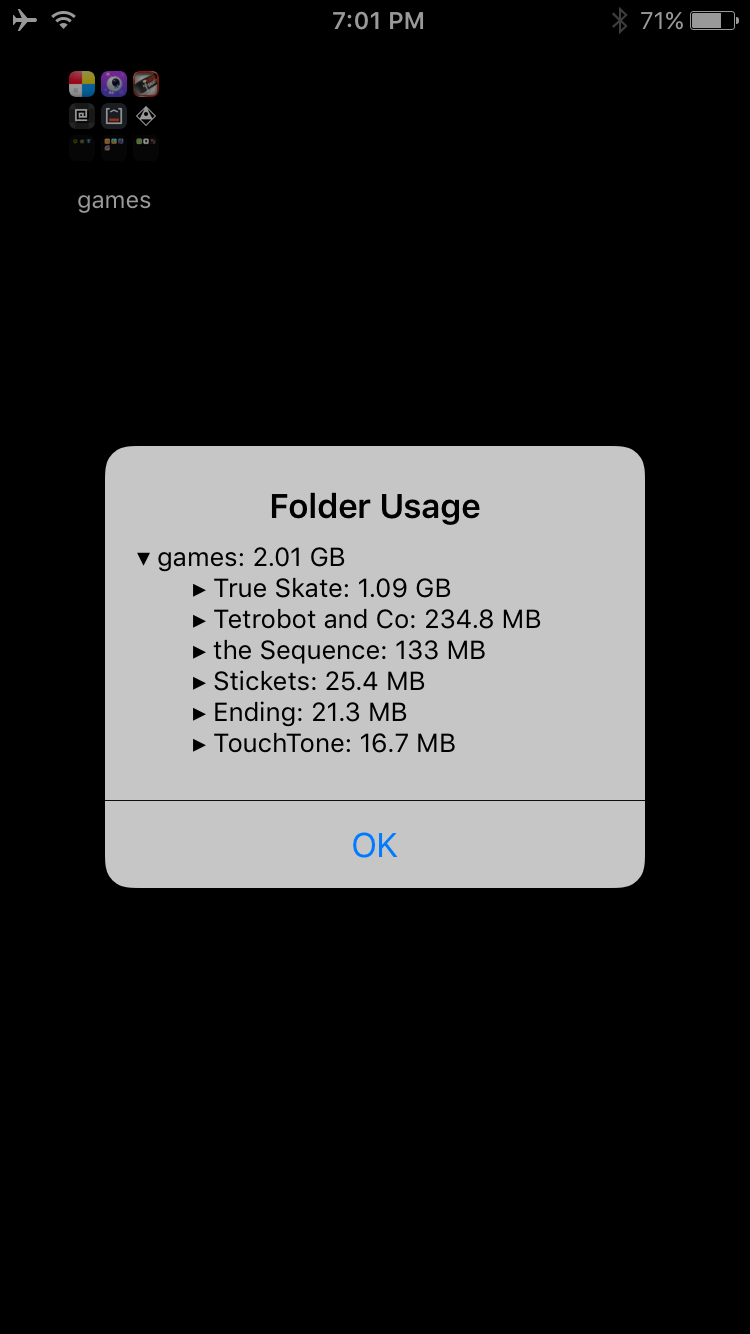 7:01 PM
71%
games
Folder Usage
▾ games: 2.01 GB
▸ True Skate: 1.09 GB
▸ Tetrobot and Co: 234.8 MB
▸ the Sequence: 133 MB
▸ Stickets: 25.4 MB
▸ Ending: 21.3 MB
▸ TouchTone: 16.7 MB
OK